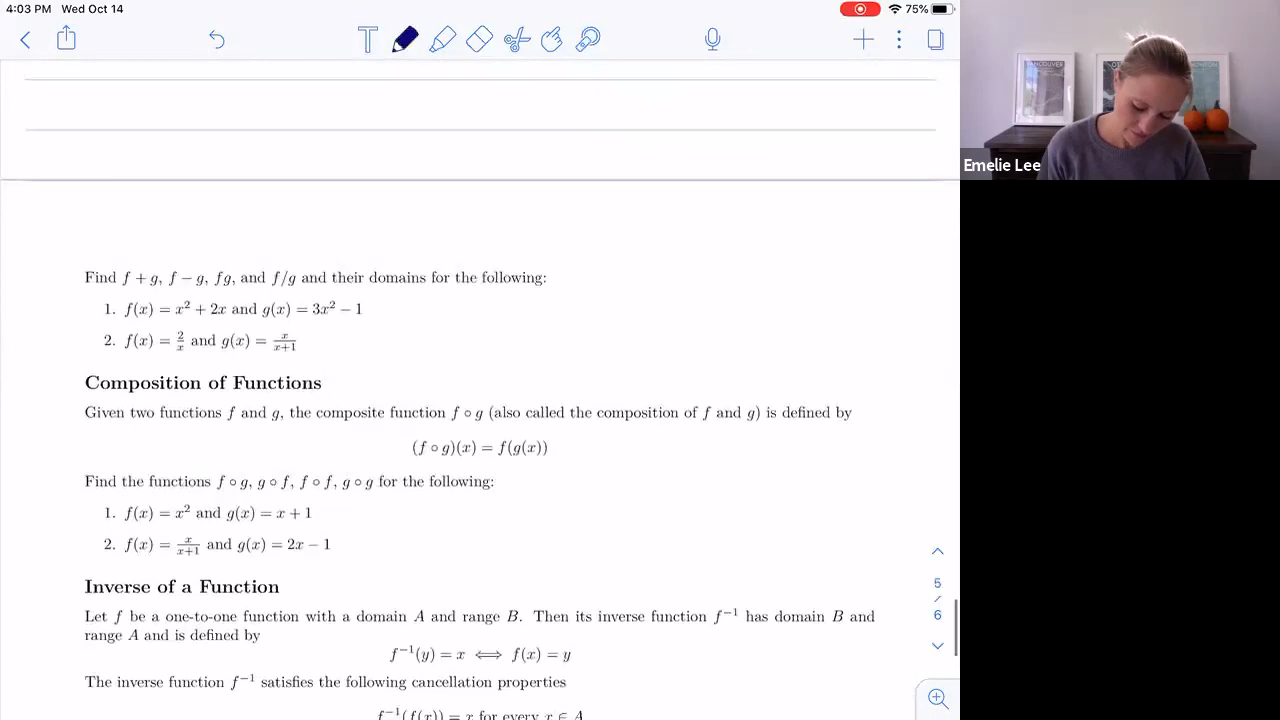 4:03 PM Wed Oct 14
75%
T
VANCOUVER
Emelie Lee
Find f + g, f − g, fg, and f/g and their domains for the following:
1. f(x) = x² + 2x and g(x) = 3x² − 1
2. f(x) = 2/x and g(x) = x/(x+1)
Composition of Functions
Given two functions f and g, the composite function f ∘ g (also called the composition of f and g) is defined by
(f ∘ g)(x) = f(g(x))
Find the functions f ∘ g, g ∘ f, f ∘ f, g ∘ g for the following:
1. f(x) = x² and g(x) = x + 1
2. f(x) = x/(x+1) and g(x) = 2x − 1
5
/
6
Inverse of a Function
Let f be a one-to-one function with a domain A and range B. Then its inverse function f⁻¹ has domain B and
range A and is defined by
f⁻¹(y) = x ⟺ f(x) = y
The inverse function f⁻¹ satisfies the following cancellation properties
f⁻¹(f(x)) = x for every x ∈ A